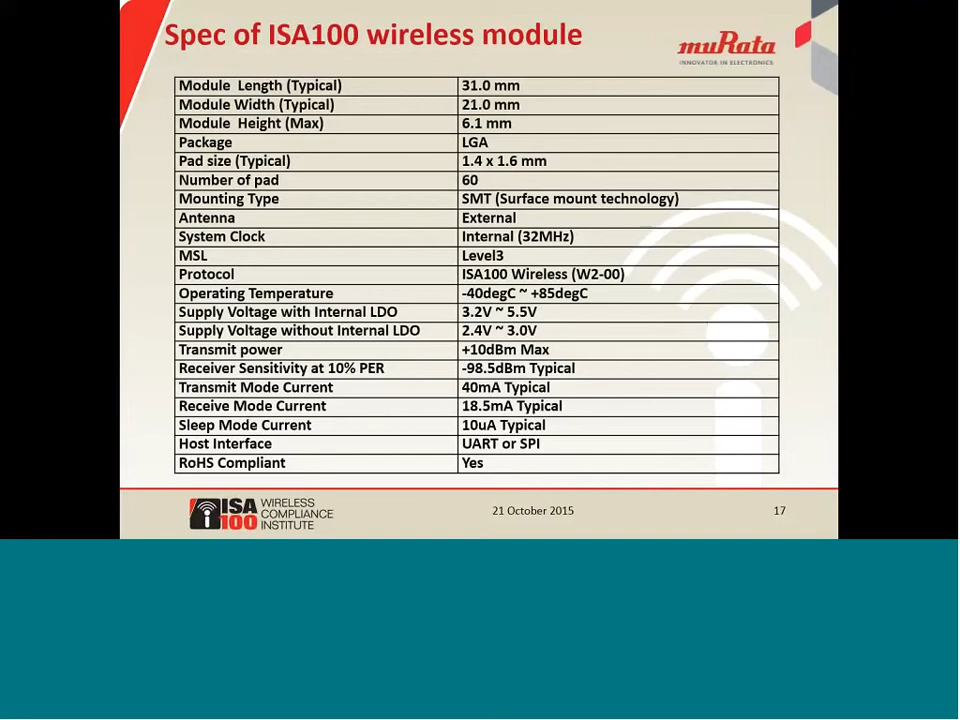 Spec of ISA100 wireless module
muRata
INNOVATOR IN ELECTRONICS
Module Length (Typical) 31.0 mm
Module Width (Typical) 21.0 mm
Module Height (Max) 6.1 mm
Package LGA
Pad size (Typical) 1.4 x 1.6 mm
Number of pad 60
Mounting Type SMT (Surface mount technology)
Antenna External
System Clock Internal (32MHz)
MSL Level3
Protocol ISA100 Wireless (W2-00)
Operating Temperature -40degC ~ +85degC
Supply Voltage with Internal LDO 3.2V ~ 5.5V
Supply Voltage without Internal LDO 2.4V ~ 3.0V
Transmit power +10dBm Max
Receiver Sensitivity at 10% PER -98.5dBm Typical
Transmit Mode Current 40mA Typical
Receive Mode Current 18.5mA Typical
Sleep Mode Current 10uA Typical
Host Interface UART or SPI
RoHS Compliant Yes
ISA 100 WIRELESS COMPLIANCE INSTITUTE
21 October 2015
17